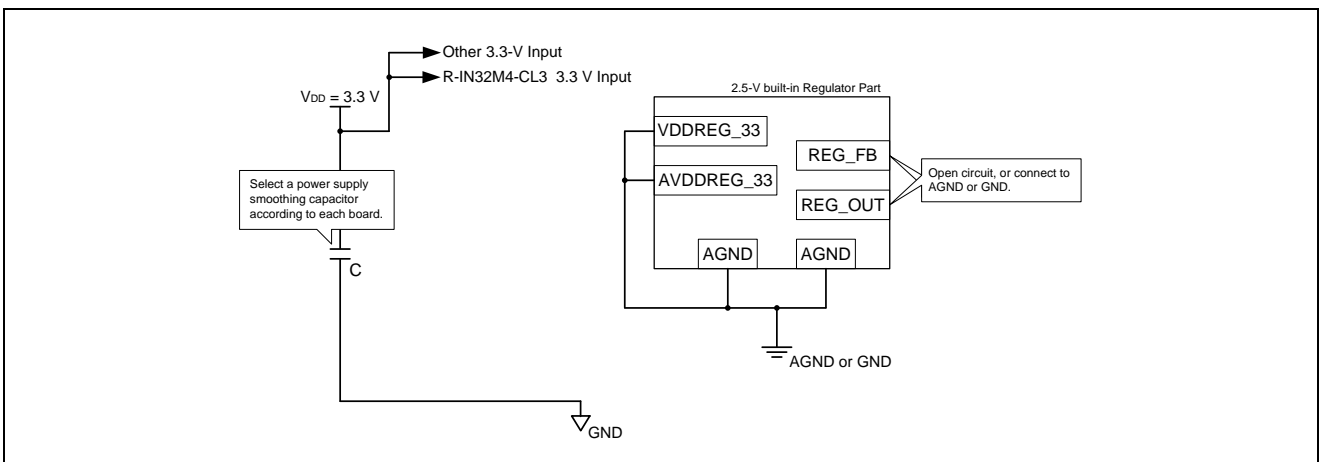 Other 3.3-V Input
R-IN32M4-CL3 3.3 V Input
VDD = 3.3 V
Select a power supply
smoothing capacitor
according to each board.
C
GND
2.5-V built-in Regulator Part
VDDREG_33
AVDDREG_33
REG_FB
REG_OUT
Open circuit, or connect to
AGND or GND.
AGND
AGND
AGND or GND